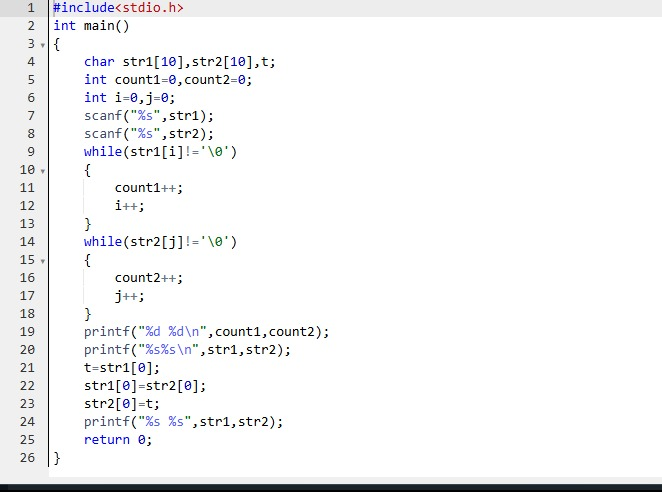 1 #include<stdio.h>
2 int main()
3 {
4 char str1[10],str2[10],t;
5 int count1=0,count2=0;
6 int i=0,j=0;
7 scanf("%s",str1);
8 scanf("%s",str2);
9 while(str1[i]!='\0')
10 {
11 count1++;
12 i++;
13 }
14 while(str2[j]!='\0')
15 {
16 count2++;
17 j++;
18 }
19 printf("%d %d\n",count1,count2);
20 printf("%s%s\n",str1,str2);
21 t=str1[0];
22 str1[0]=str2[0];
23 str2[0]=t;
24 printf("%s %s",str1,str2);
25 return 0;
26 }